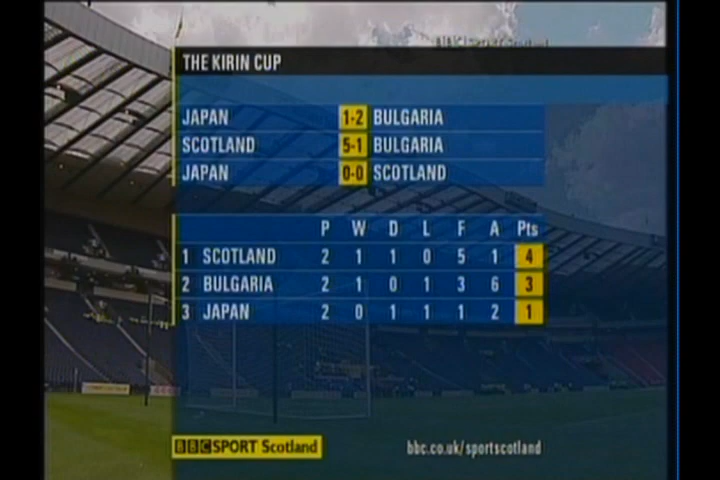 THE KIRIN CUP
JAPAN 1-2 BULGARIA
SCOTLAND 5-1 BULGARIA
JAPAN 0-0 SCOTLAND
P W D L F A Pts
1 SCOTLAND 2 1 1 0 5 1 4
2 BULGARIA 2 1 0 1 3 6 3
3 JAPAN 2 0 1 1 1 2 1
BBC SPORT Scotland bbc.co.uk/sportscotland